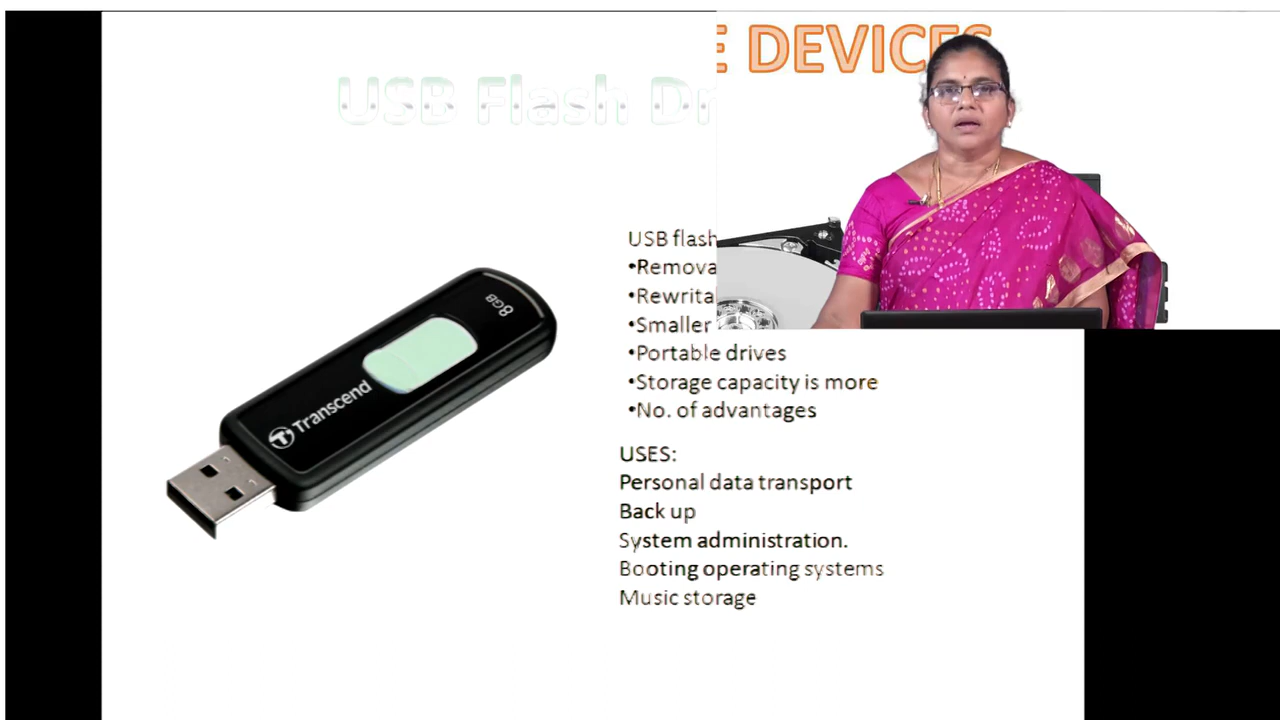 E DEVICES
USB Flash Dr
USB flash
•Remova
•Rewrita
•Smaller
•Portable drives
•Storage capacity is more
•No. of advantages
USES:
Personal data transport
Back up
System administration.
Booting operating systems
Music storage
8GB
Transcend